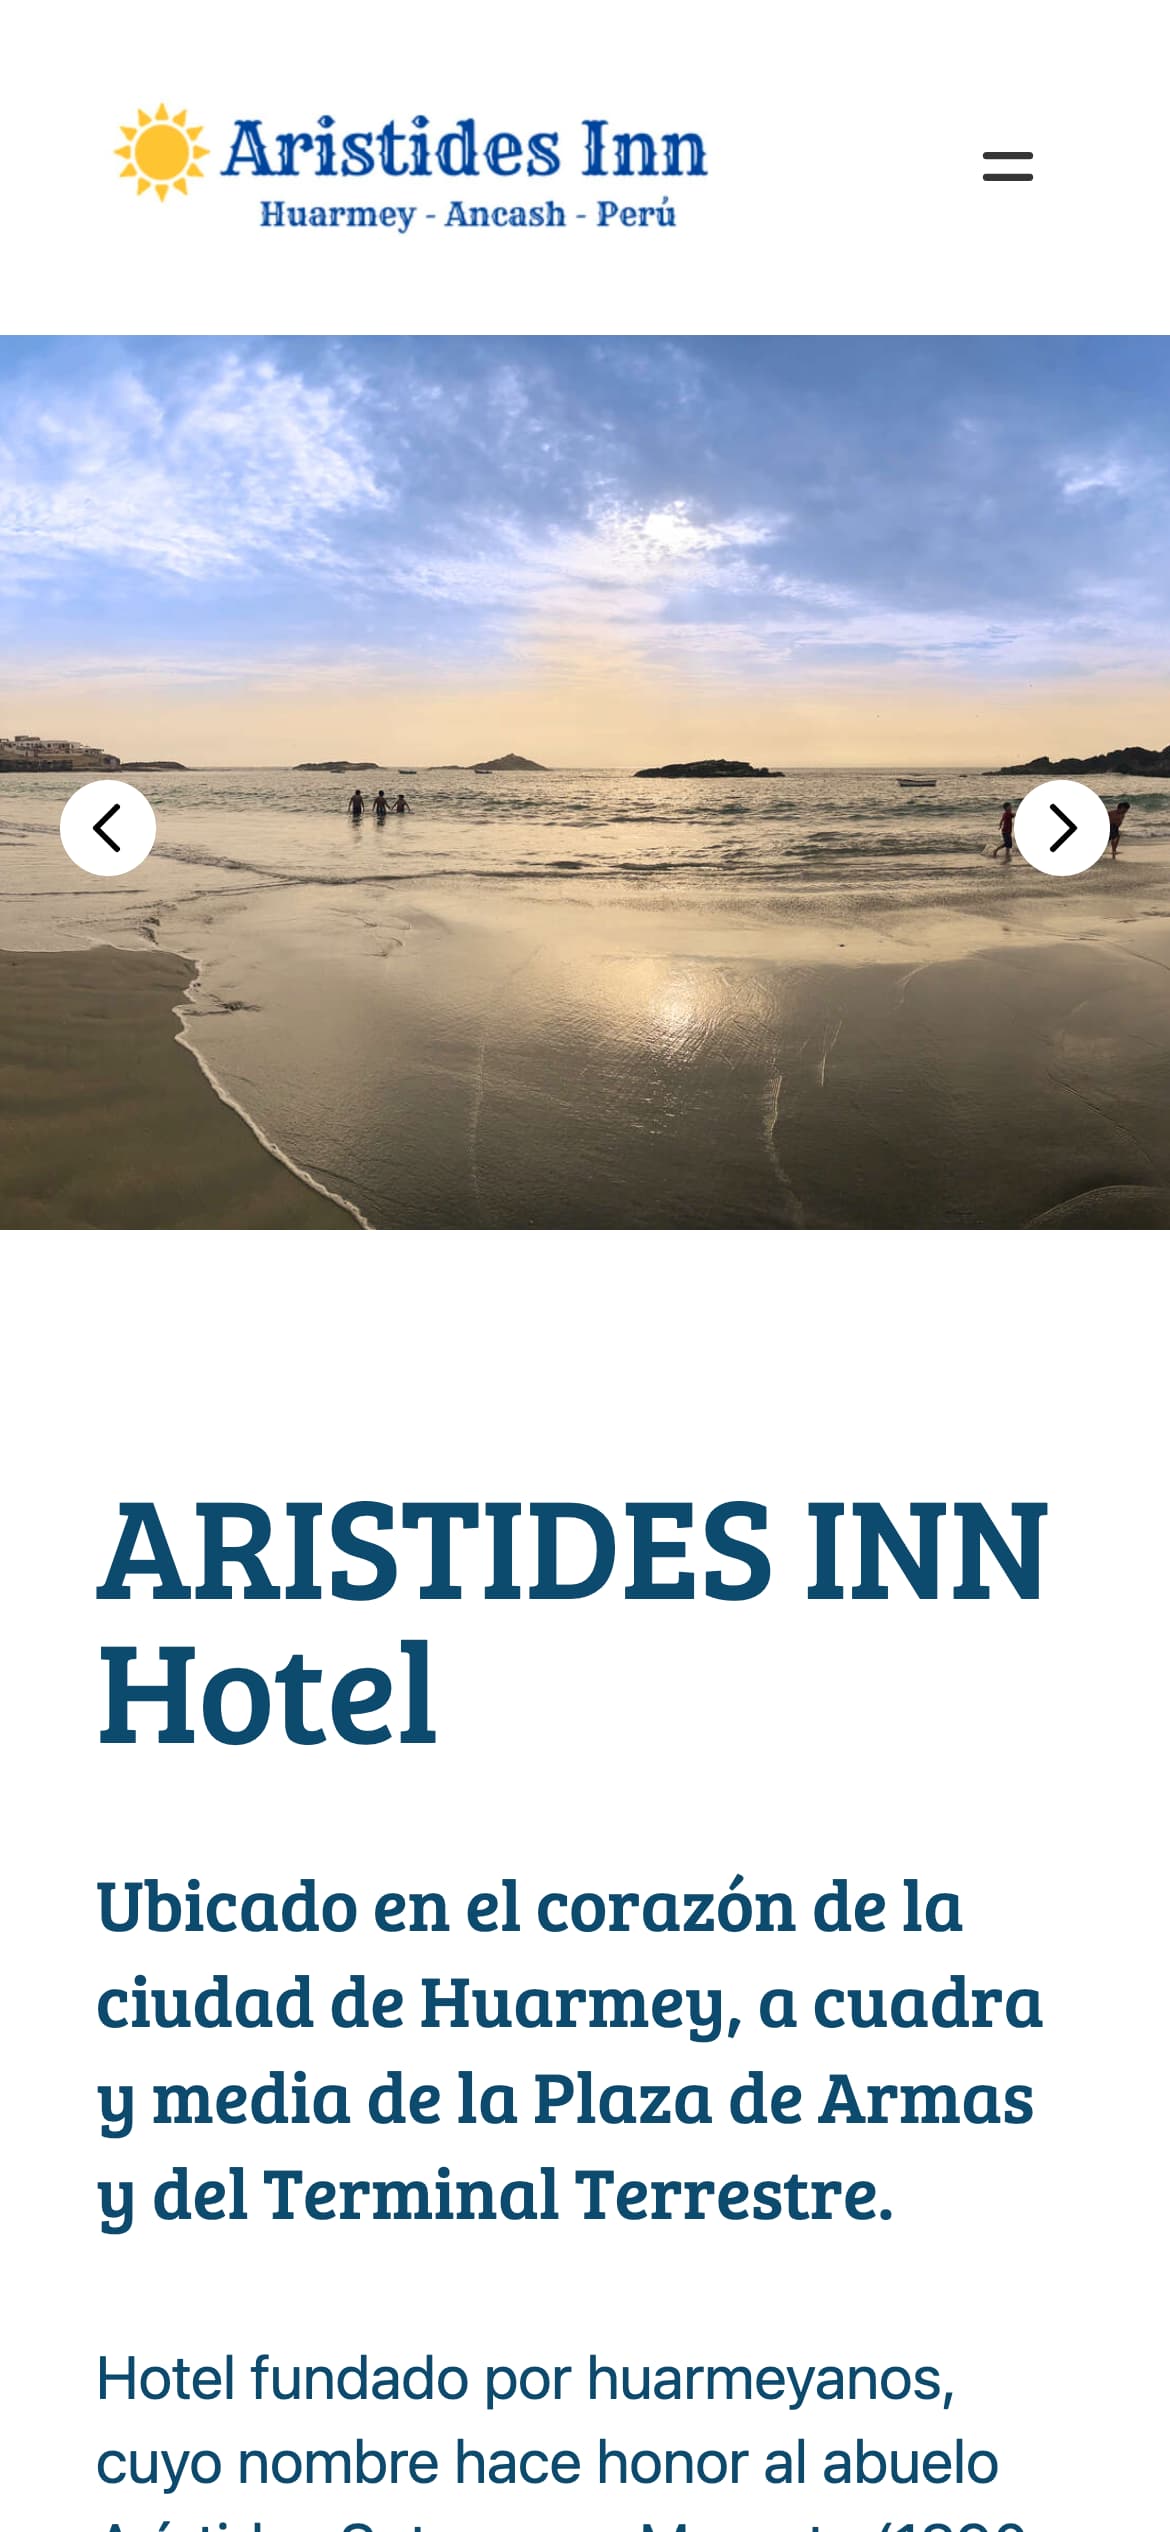 Aristides Inn
Huarmey - Ancash - Perú
ARISTIDES INN
Hotel
Ubicado en el corazón de la
ciudad de Huarmey, a cuadra
y media de la Plaza de Armas
y del Terminal Terrestre.
Hotel fundado por huarmeyanos,
cuyo nombre hace honor al abuelo